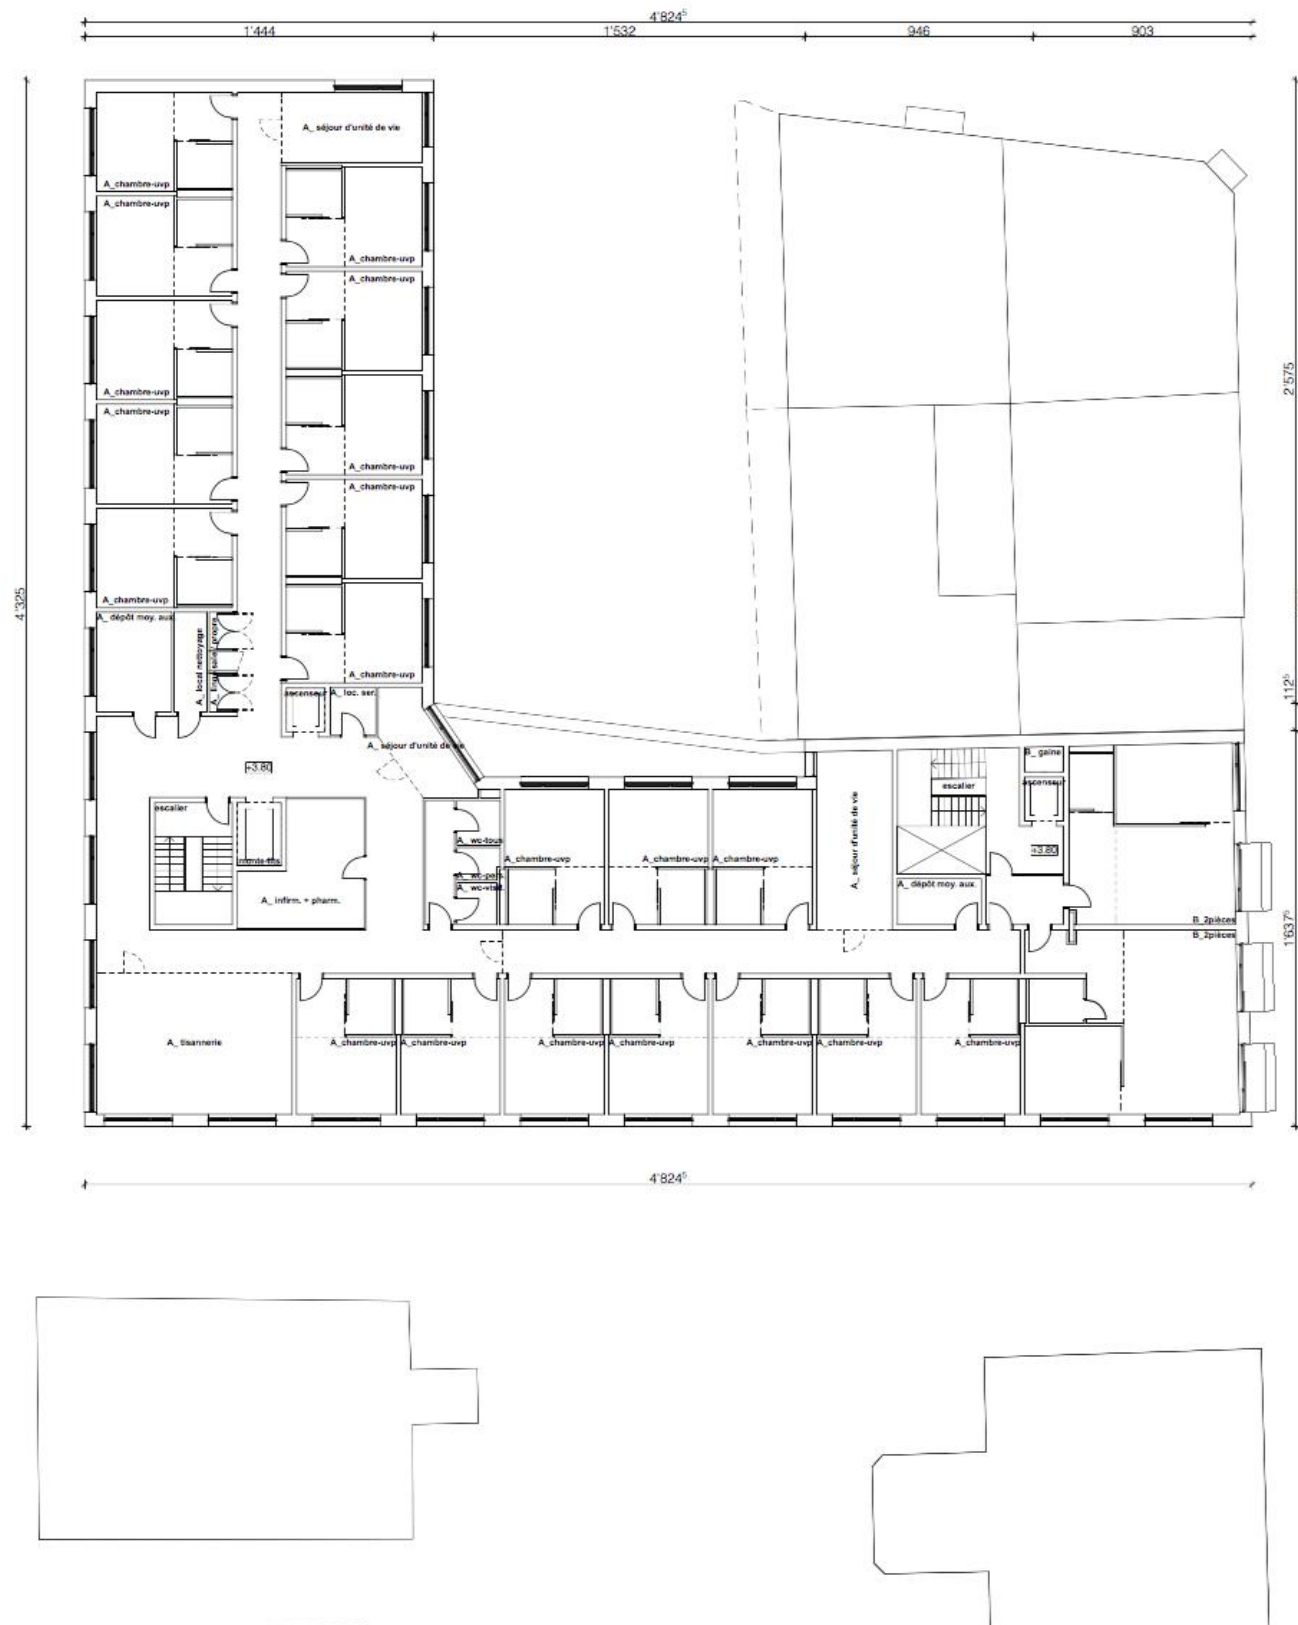 4'824⁵
1'444
1'532
946
903
A_ séjour d'unité de vie
A_chambre-uvp
A_chambre-uvp
A_chambre-uvp
A_chambre-uvp
2'575
A_chambre-uvp
A_chambre-uvp
A_chambre-uvp
A_chambre-uvp
A_chambre-uvp
4'325
A_ dépôt moy. aux.
A_ local nettoyage
A_chambre-uvp
ascenseur
A_ loc. ser.
112⁵
A_ séjour d'unité de vie
B_ gaine
+3.80
escalier
ascenseur
escalier
A_ séjour d'unité de vie
A_ wc-tous
+3.80
monte-lits
A_chambre-uvp
A_chambre-uvp
A_chambre-uvp
A_ wc-pers.
A_ wc-visit.
A_ dépôt moy. aux.
A_ infirm. + pharm.
B_2pièces
B_2pièces
1'637⁵
A_ tisannerie
A_chambre-uvp
A_chambre-uvp
A_chambre-uvp
A_chambre-uvp
A_chambre-uvp
A_chambre-uvp
A_chambre-uvp
4'824⁵